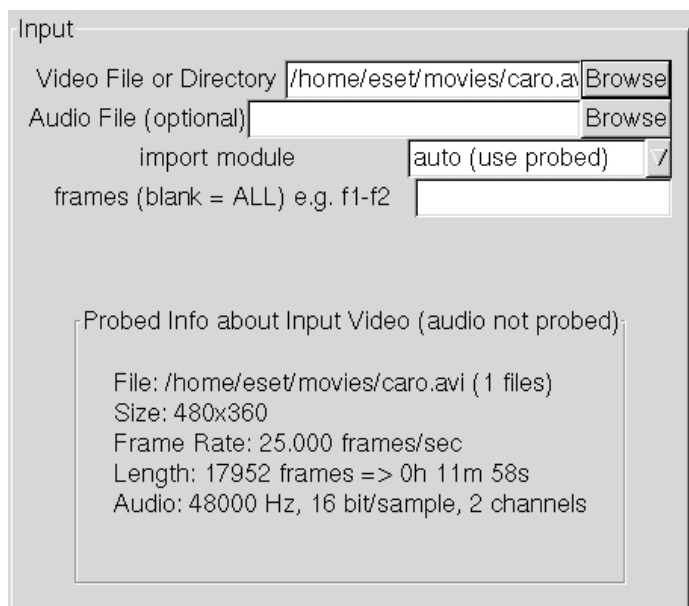 Input
Video File or Directory /home/eset/movies/caro.avi Browse
Audio File (optional) Browse
import module auto (use probed)
frames (blank = ALL) e.g. f1-f2
Probed Info about Input Video (audio not probed)
File: /home/eset/movies/caro.avi (1 files)
Size: 480x360
Frame Rate: 25.000 frames/sec
Length: 17952 frames => 0h 11m 58s
Audio: 48000 Hz, 16 bit/sample, 2 channels